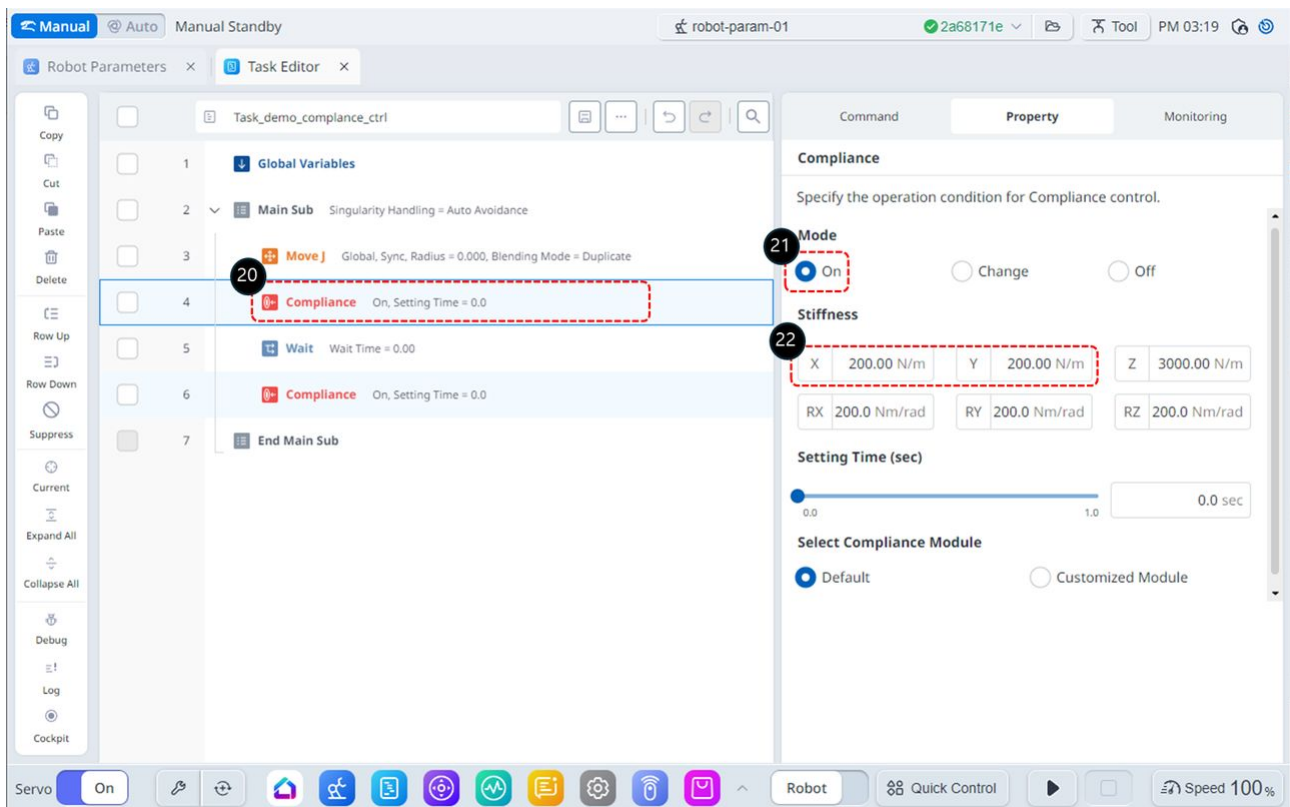 Manual Auto Manual Standby robot-param-01 2a68171e Tool PM 03:19
Robot Parameters × Task Editor ×
Copy
Cut
Paste
Delete
Row Up
Row Down
Suppress
Current
Expand All
Collapse All
Debug
Log
Cockpit
Task_demo_complance_ctrl
1 Global Variables
2 Main Sub Singularity Handling = Auto Avoidance
3 Move J Global, Sync, Radius = 0.000, Blending Mode = Duplicate
20
4 Compliance On, Setting Time = 0.0
5 Wait Wait Time = 0.00
6 Compliance On, Setting Time = 0.0
7 End Main Sub
Command Property Monitoring
Compliance
Specify the operation condition for Compliance control.
Mode
21
On Change Off
Stiffness
22
X 200.00 N/m Y 200.00 N/m Z 3000.00 N/m
RX 200.0 Nm/rad RY 200.0 Nm/rad RZ 200.0 Nm/rad
Setting Time (sec)
0.0 sec
0.0 1.0
Select Compliance Module
Default Customized Module
Servo On Robot Quick Control Speed 100%